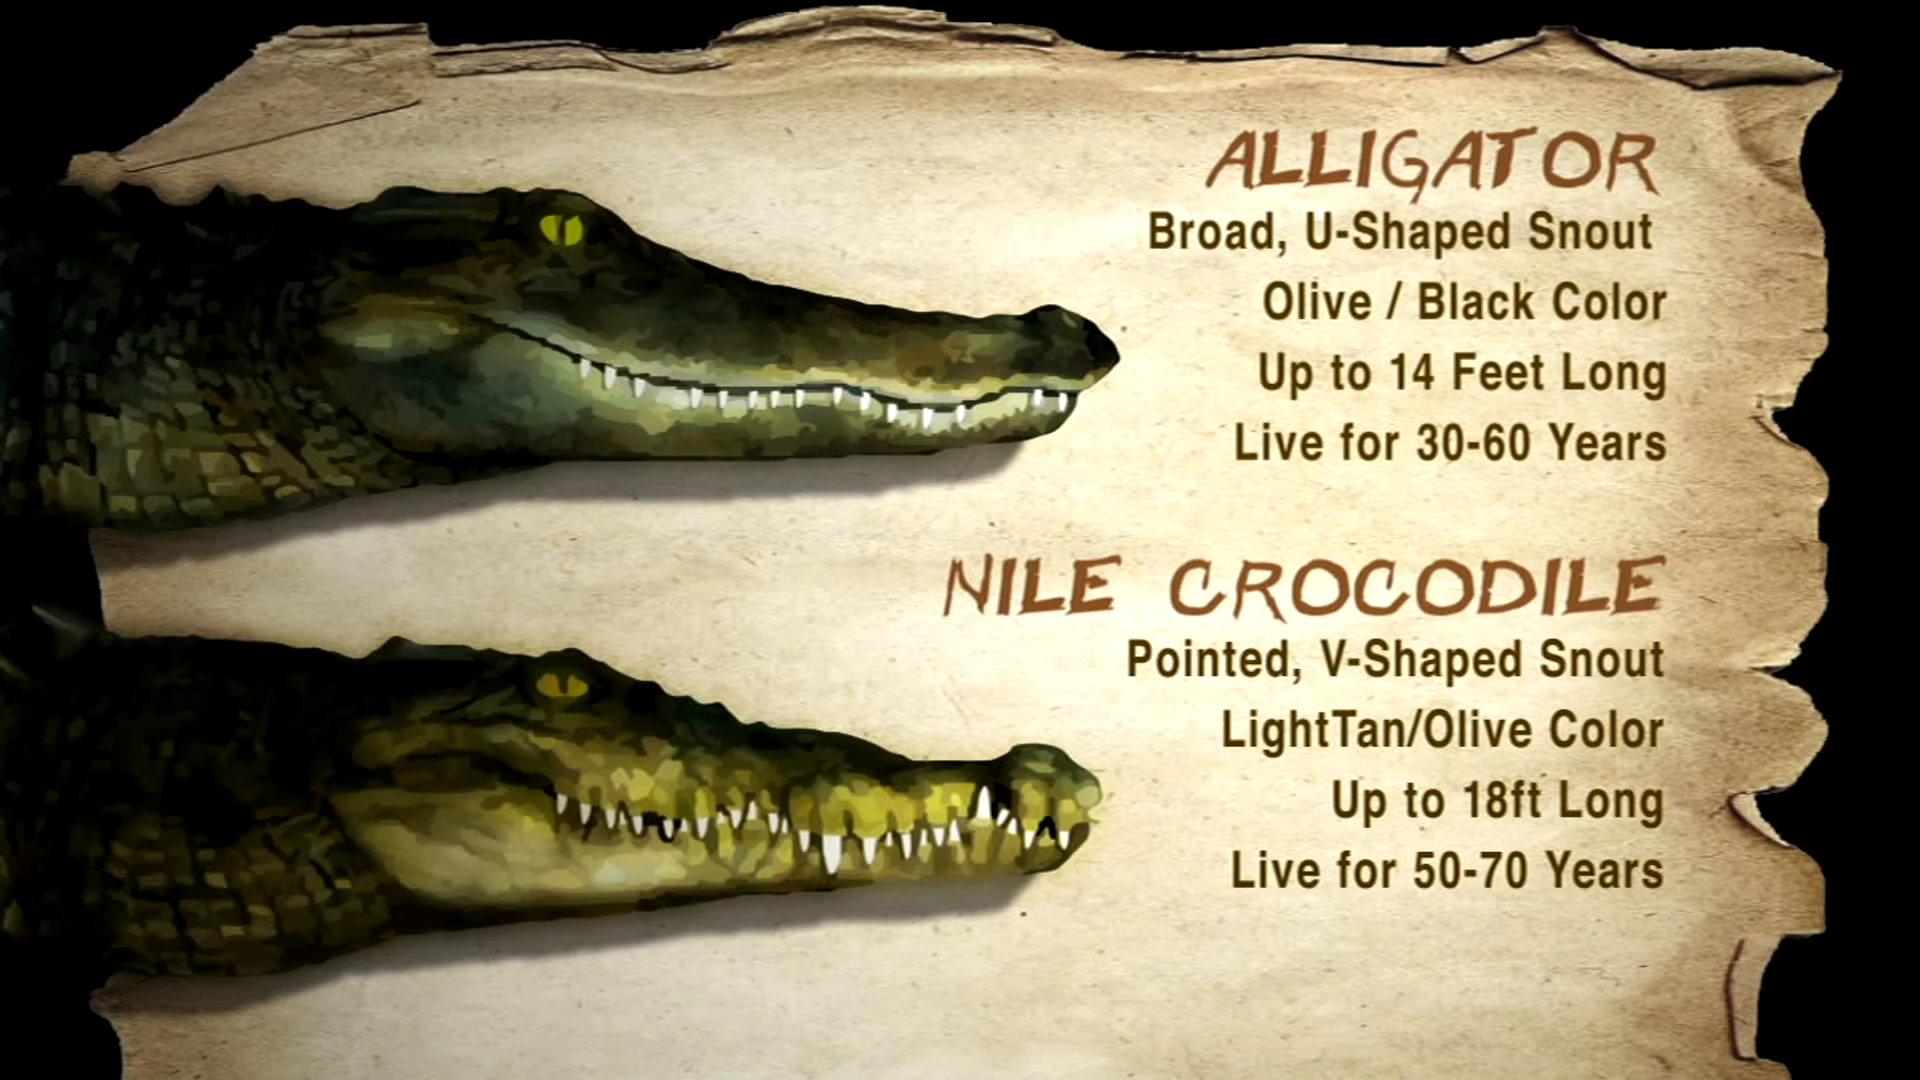 ALLIGATOR
Broad, U-Shaped Snout
Olive / Black Color
Up to 14 Feet Long
Live for 30-60 Years
NILE CROCODILE
Pointed, V-Shaped Snout
LightTan/Olive Color
Up to 18ft Long
Live for 50-70 Years